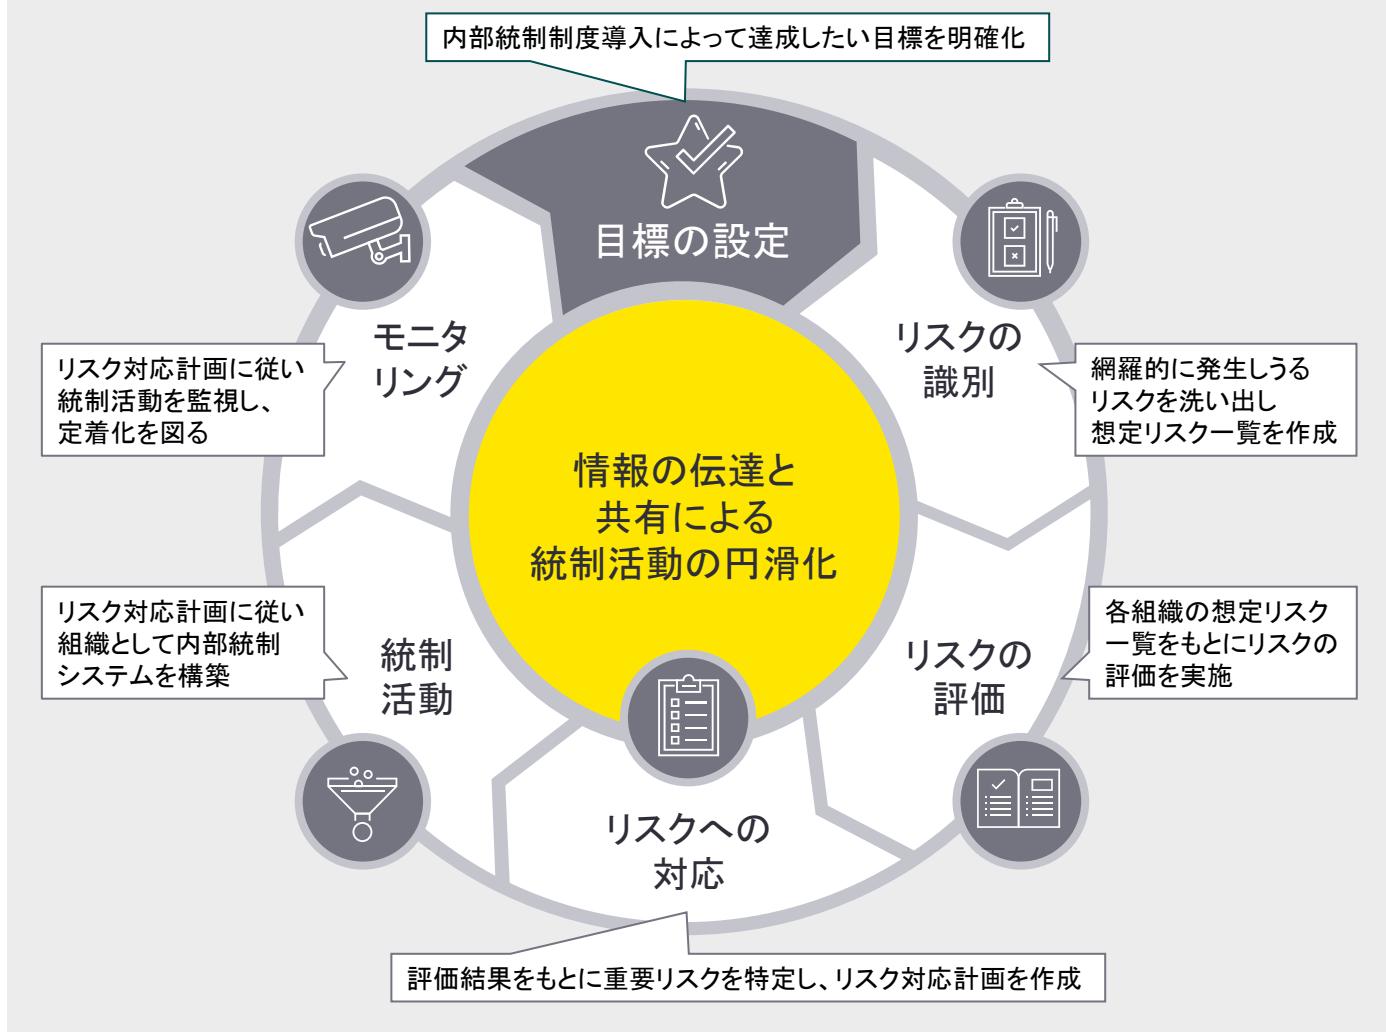 内部統制制度導入によって達成したい目標を明確化
目標の設定
リスクの
識別
網羅的に発生しうる
リスクを洗い出し
想定リスク一覧を作成
リスクの
評価
各組織の想定リスク
一覧をもとにリスクの
評価を実施
リスクへの
対応
評価結果をもとに重要リスクを特定し、リスク対応計画を作成
統制
活動
リスク対応計画に従い
組織として内部統制
システムを構築
モニタ
リング
リスク対応計画に従い
統制活動を監視し、
定着化を図る
情報の伝達と
共有による
統制活動の円滑化